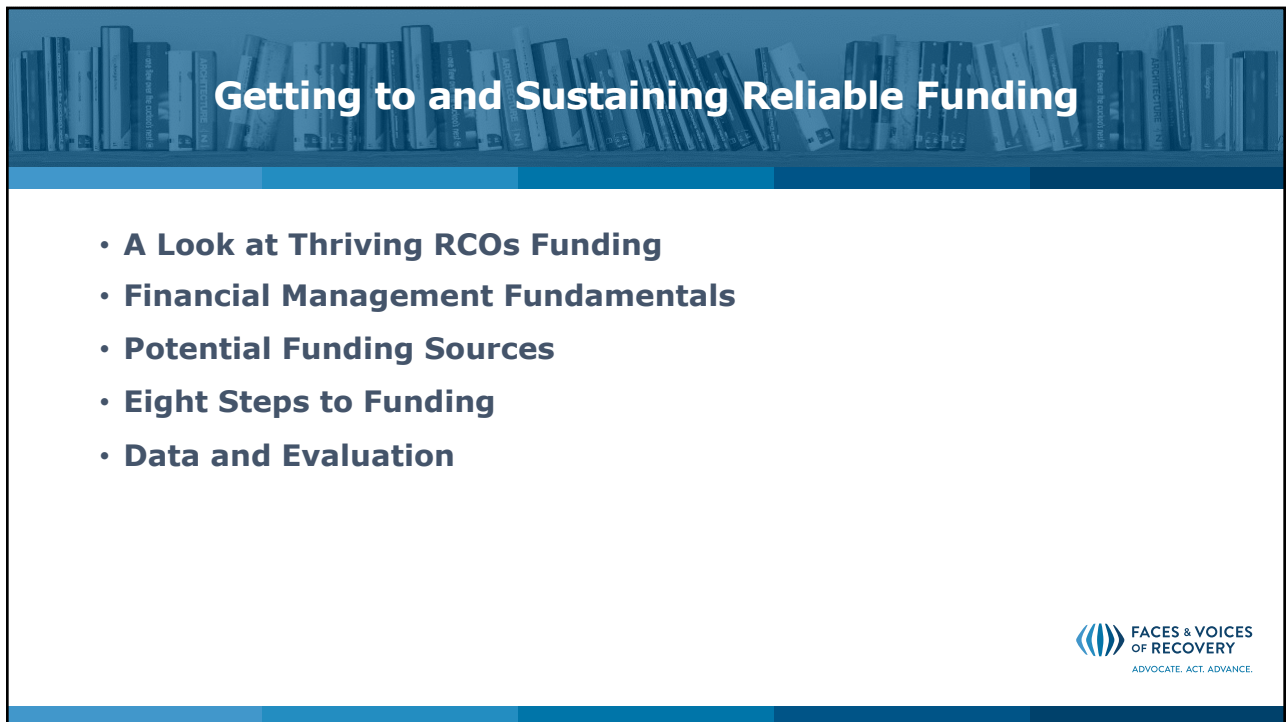 Getting to and Sustaining Reliable Funding
• A Look at Thriving RCOs Funding
• Financial Management Fundamentals
• Potential Funding Sources
• Eight Steps to Funding
• Data and Evaluation
FACES & VOICES
OF RECOVERY
ADVOCATE. ACT. ADVANCE.